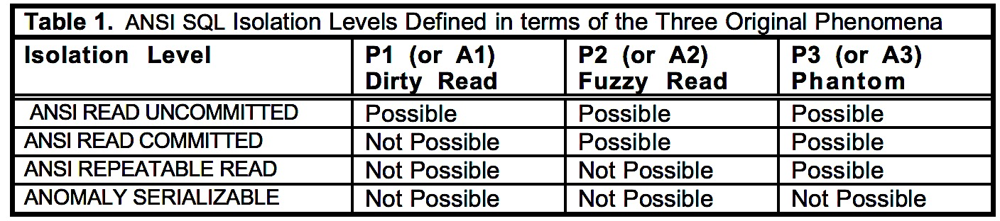 Table 1. ANSI SQL Isolation Levels Defined in terms of the Three Original Phenomena
Isolation Level P1 (or A1) Dirty Read P2 (or A2) Fuzzy Read P3 (or A3) Phantom
ANSI READ UNCOMMITTED Possible Possible Possible
ANSI READ COMMITTED Not Possible Possible Possible
ANSI REPEATABLE READ Not Possible Not Possible Possible
ANOMALY SERIALIZABLE Not Possible Not Possible Not Possible